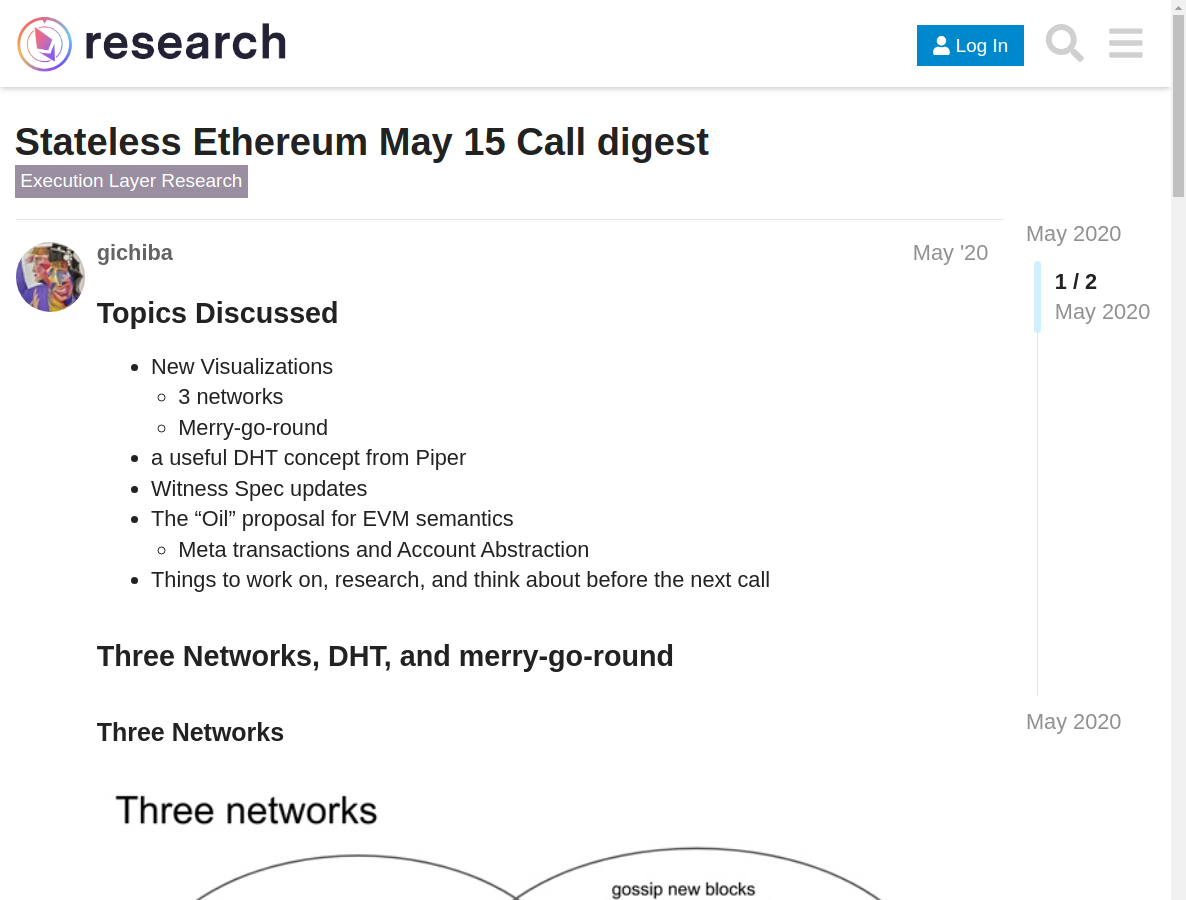 research
Log In
Stateless Ethereum May 15 Call digest
Execution Layer Research
gichiba
May '20
May 2020
1 / 2
May 2020
Topics Discussed
New Visualizations
3 networks
Merry-go-round
a useful DHT concept from Piper
Witness Spec updates
The “Oil” proposal for EVM semantics
Meta transactions and Account Abstraction
Things to work on, research, and think about before the next call
Three Networks, DHT, and merry-go-round
May 2020
Three Networks
Three networks
gossip new blocks